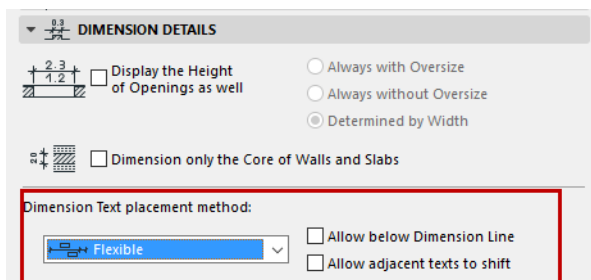 0.3
DIMENSION DETAILS
2.3
1.2
Display the Height
of Openings as well
Always with Oversize
Always without Oversize
Determined by Width
Dimension only the Core of Walls and Slabs
Dimension Text placement method:
Flexible
Allow below Dimension Line
Allow adjacent texts to shift